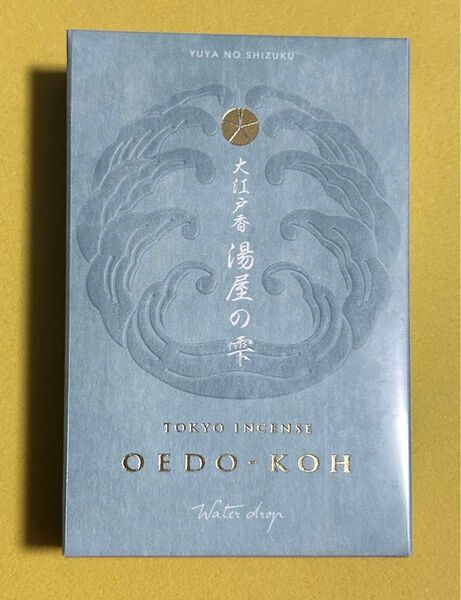 YUYA NO SHIZUKU
大江戸香 湯屋の雫
TOKYO INCENSE
OEDO-KOH
Water drop